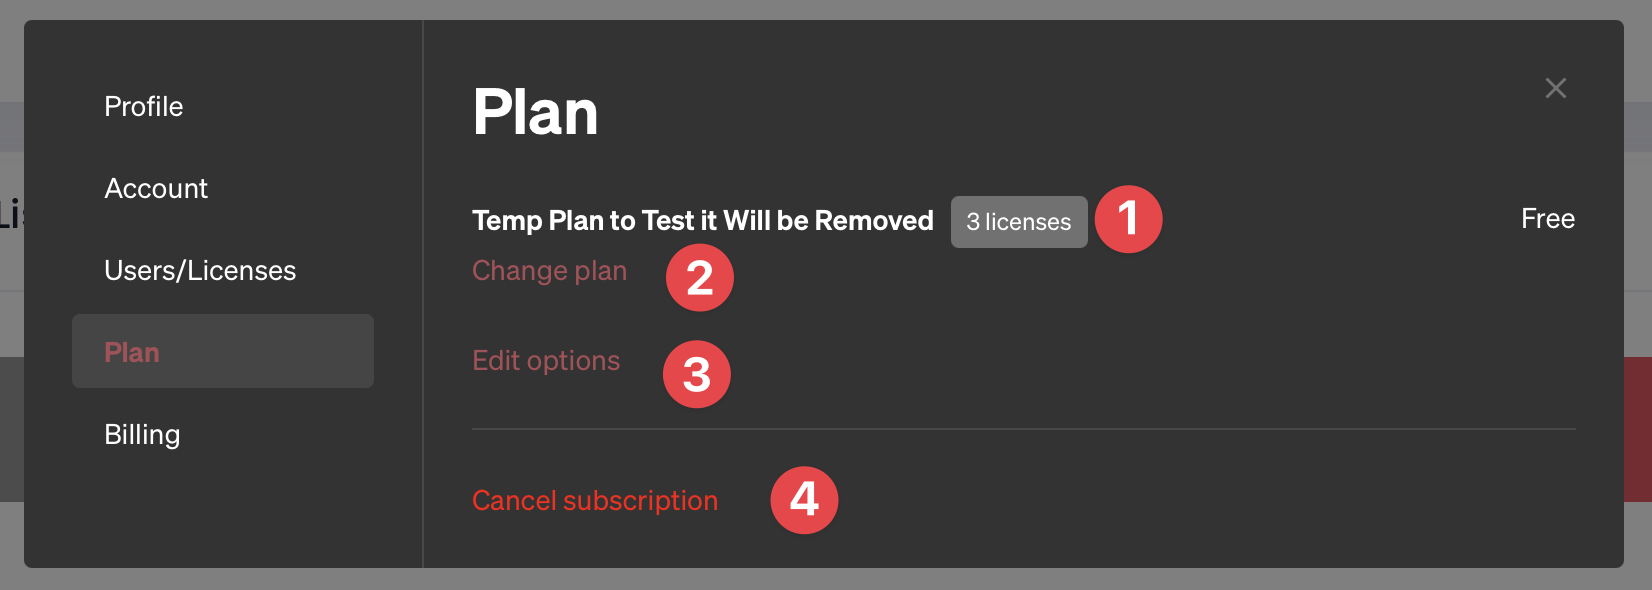 Profile
Account
Users/Licenses
Plan
Billing
Plan
Temp Plan to Test it Will be Removed 3 licenses 1 Free
Change plan 2
Edit options 3
Cancel subscription 4